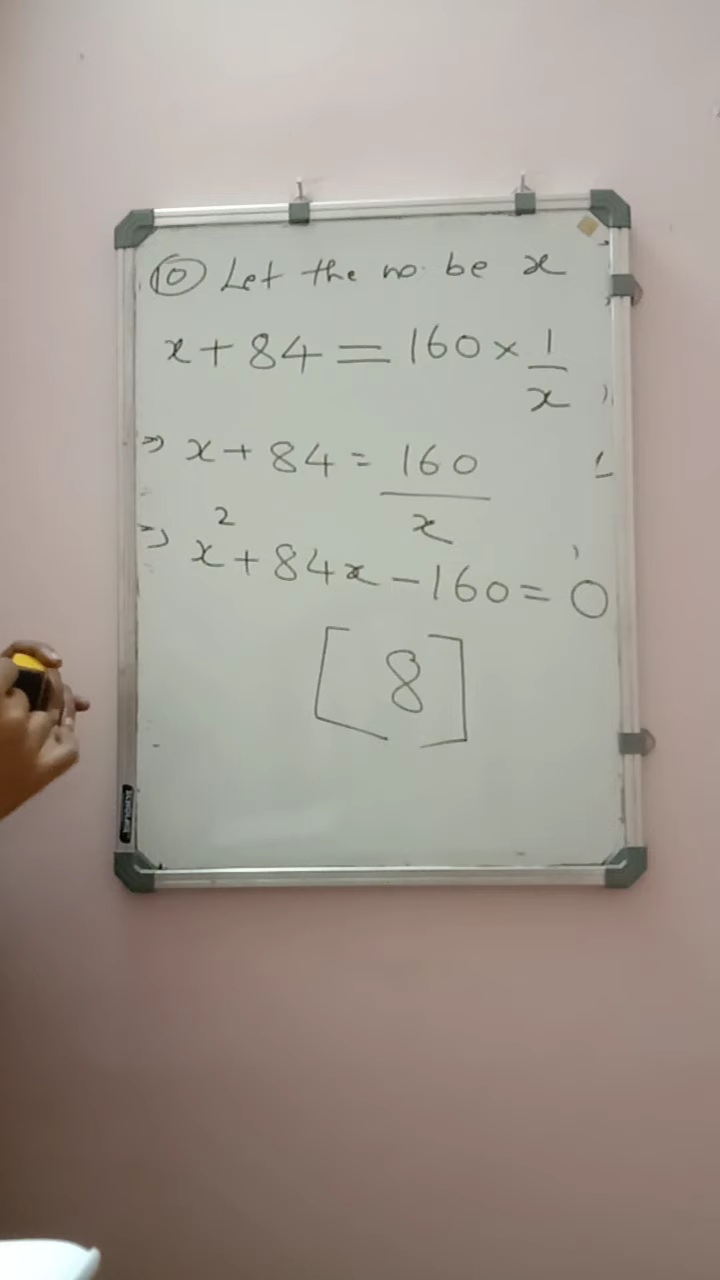 ⑩ Let the no. be x
x + 84 = 160 × 1/x
⇒ x + 84 = 160/x
⇒ x² + 84x - 160 = 0
[ 8 ]